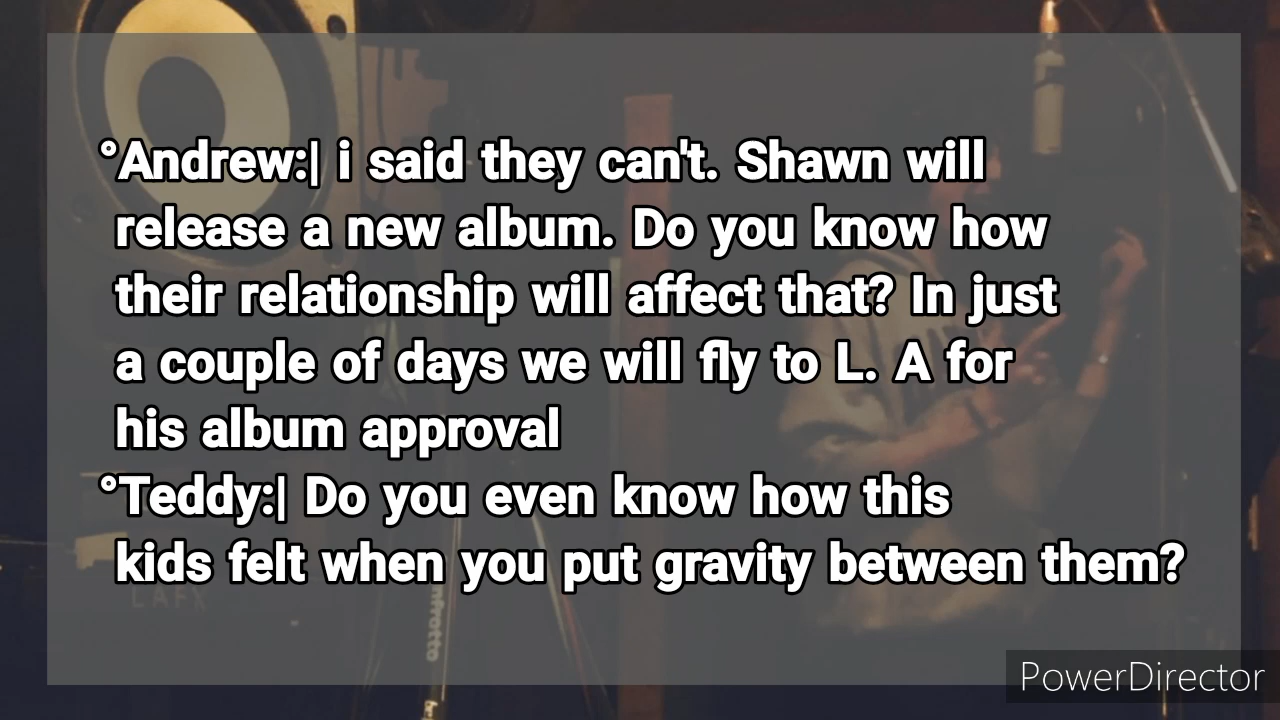 °Andrew:| i said they can't. Shawn will
release a new album. Do you know how
their relationship will affect that? In just
a couple of days we will fly to L. A for
his album approval
°Teddy:| Do you even know how this
kids felt when you put gravity between them?
LAFX
nfrotto
PowerDirector